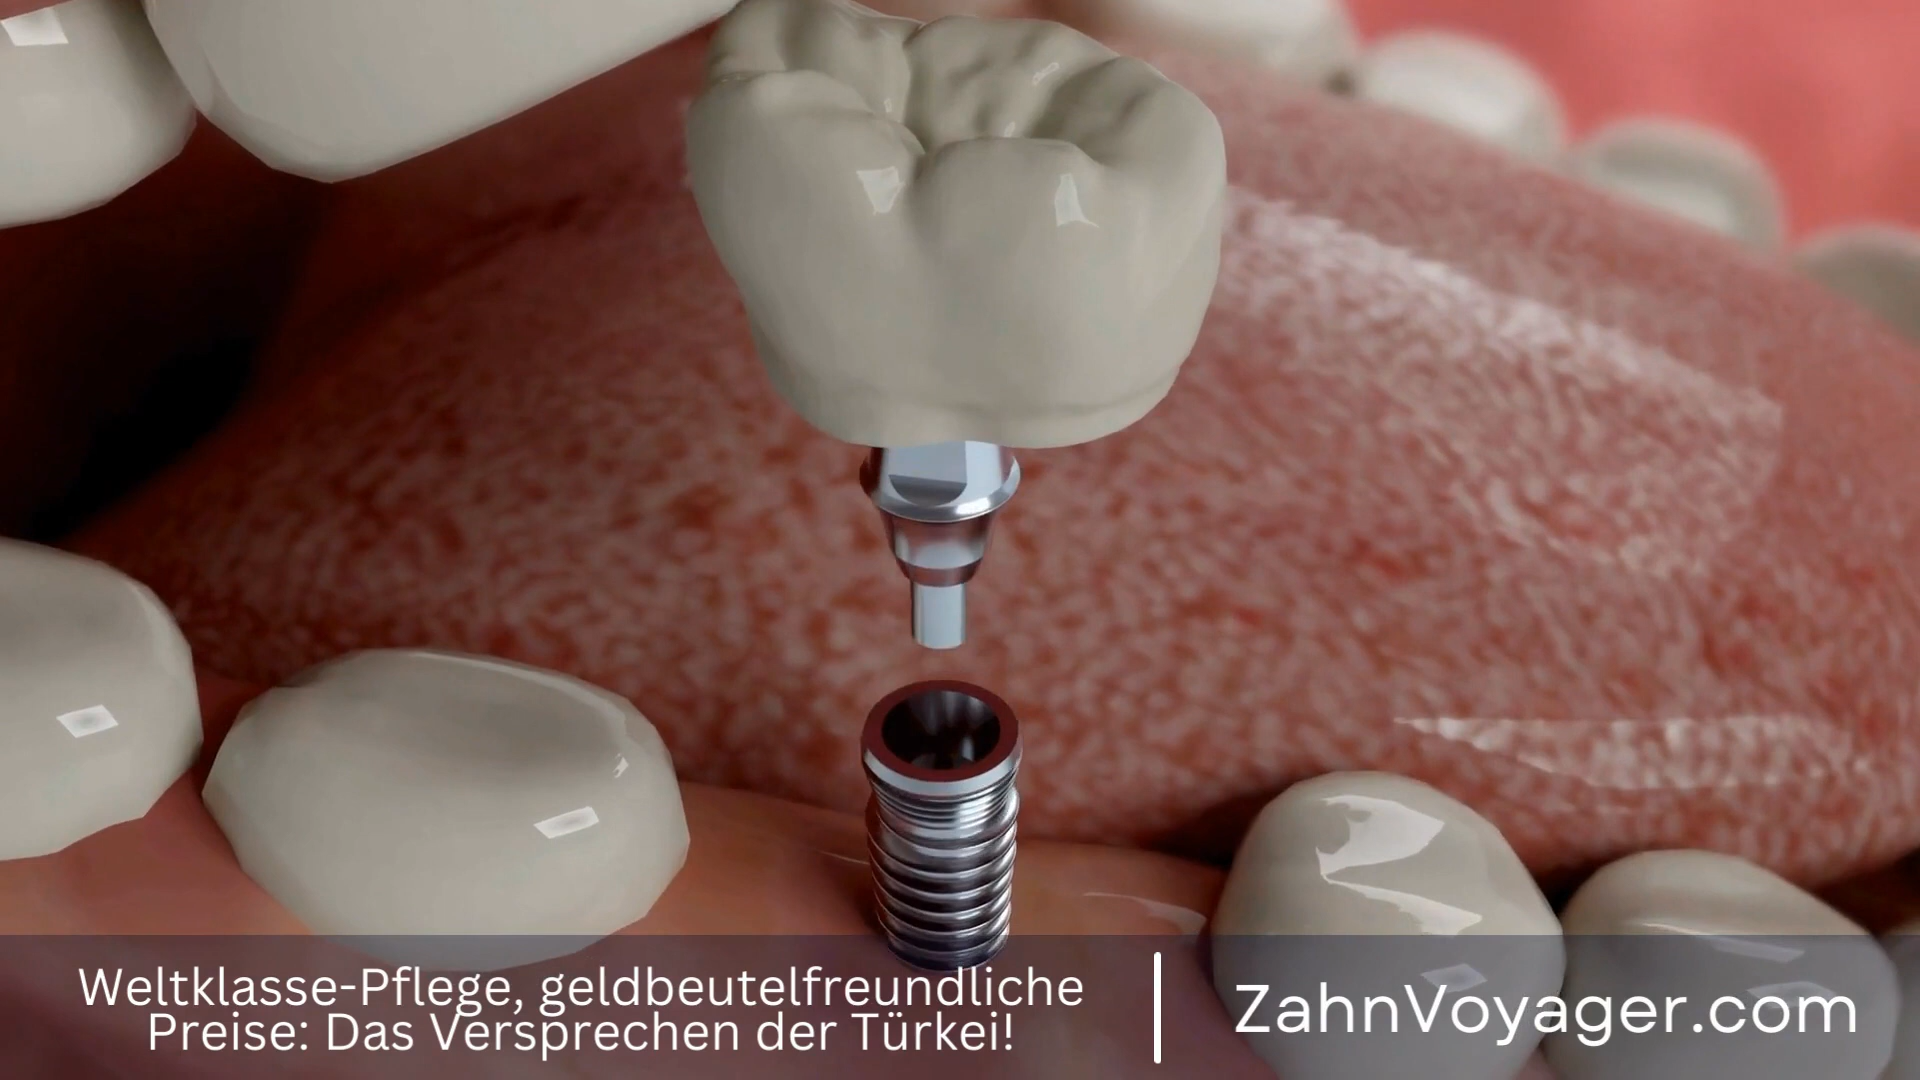 Weltklasse-Pflege, geldbeutelfreundliche
Preise: Das Versprechen der Türkei!
ZahnVoyager.com